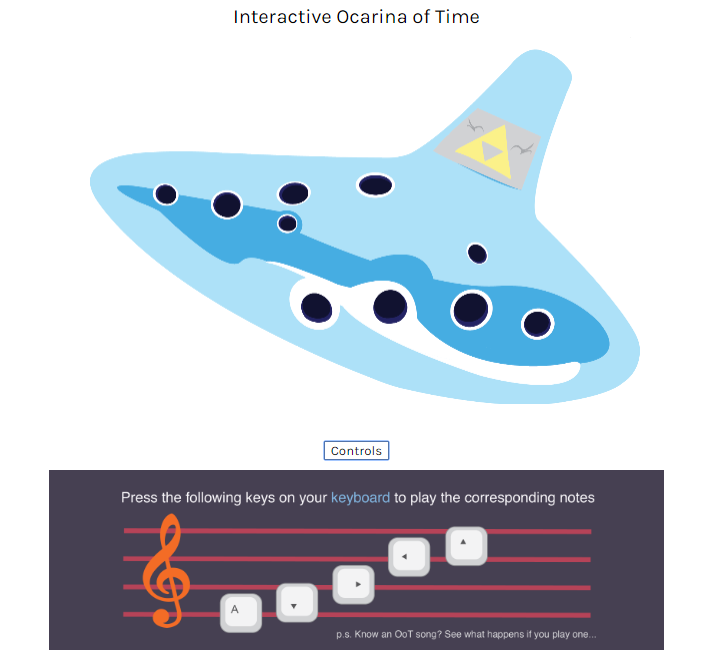 Interactive Ocarina of Time
Controls
Press the following keys on your keyboard to play the corresponding notes
A
p.s. Know an OoT song? See what happens if you play one...